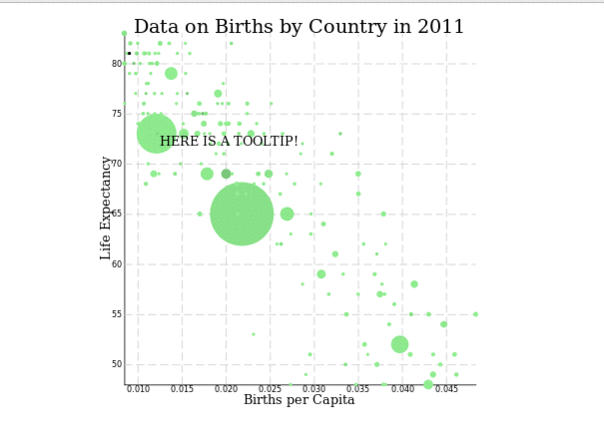 Data on Births by Country in 2011
80
75
HERE IS A TOOLTIP!
70
Life Expectancy
65
60
55
50
0.010 0.015 0.020 0.025 0.030 0.035 0.040 0.045
Births per Capita